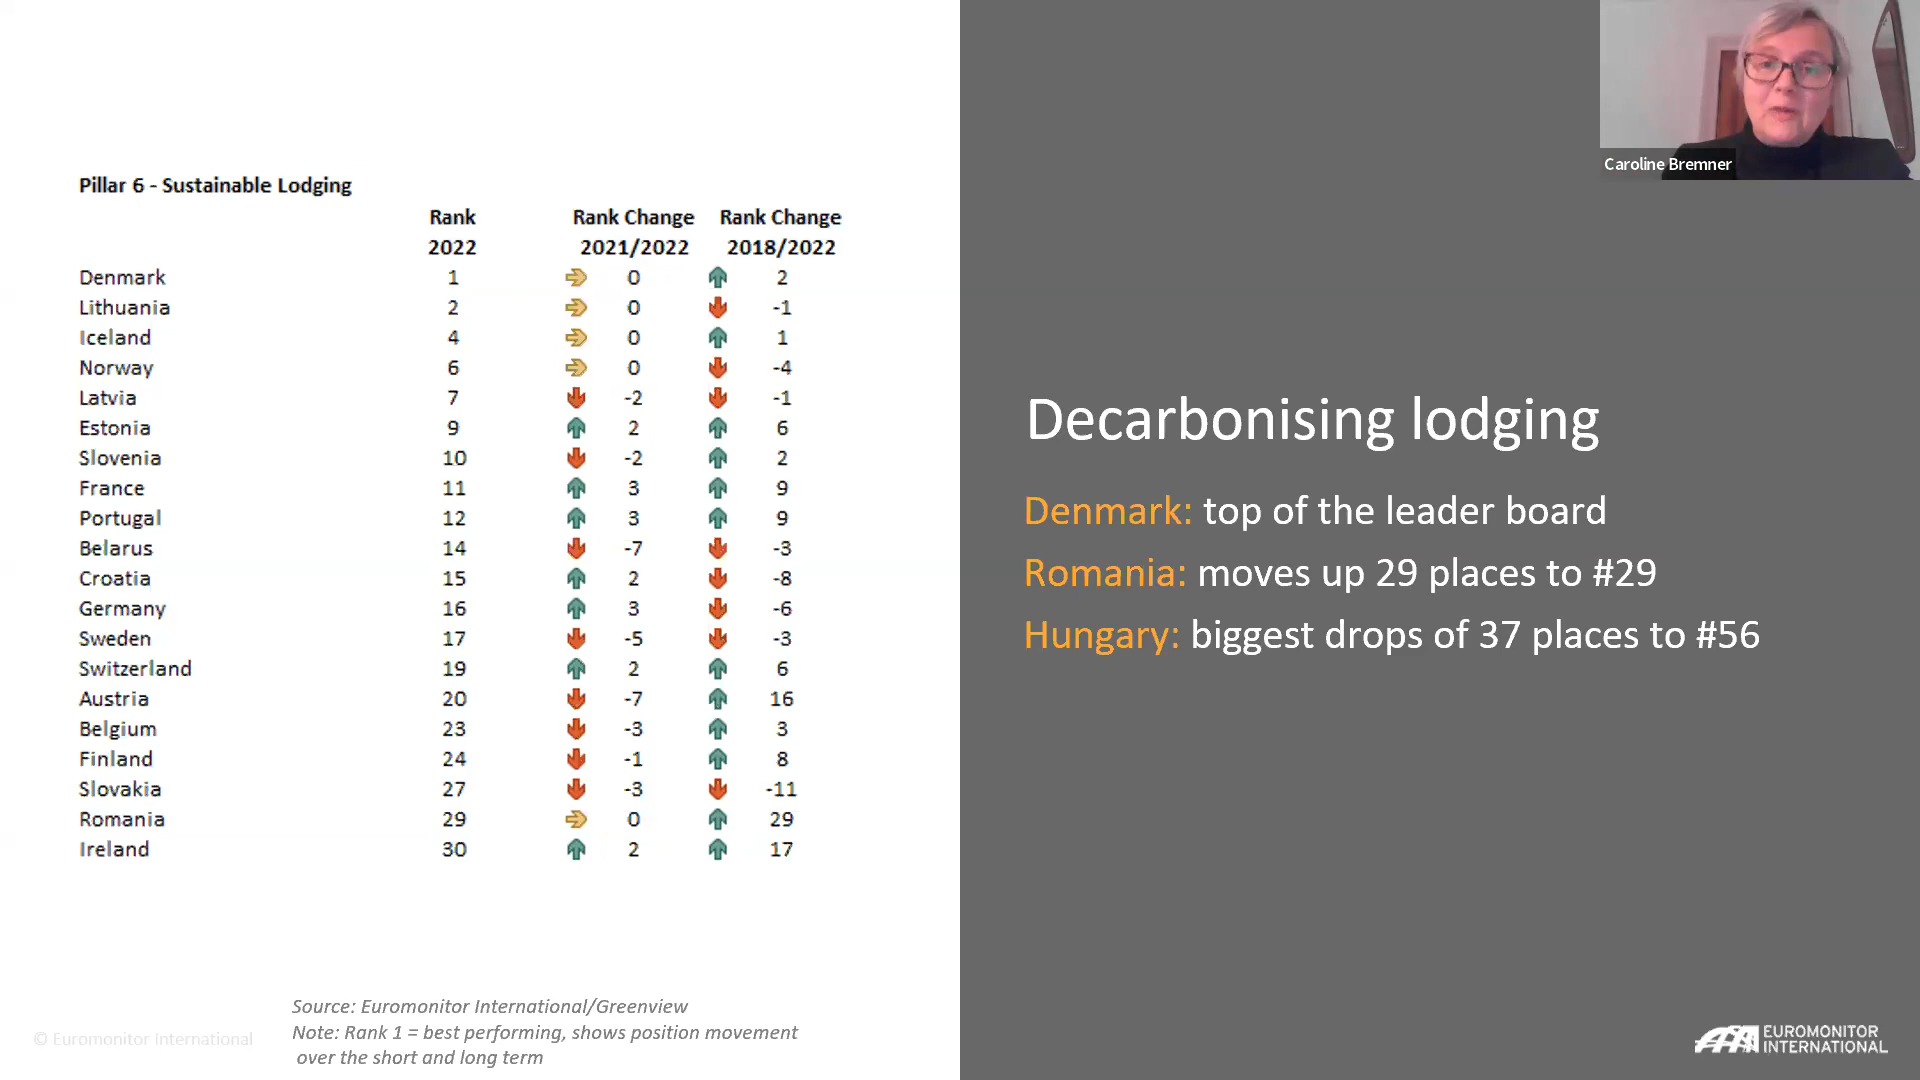 Caroline Bremner
Pillar 6 - Sustainable Lodging
Rank Rank Change Rank Change
2022 2021/2022 2018/2022
Denmark 1 0 2
Lithuania 2 0 -1
Iceland 4 0 1
Norway 6 0 -4
Latvia 7 -2 -1
Estonia 9 2 6
Slovenia 10 -2 2
France 11 3 9
Portugal 12 3 9
Belarus 14 -7 -3
Croatia 15 2 -8
Germany 16 3 -6
Sweden 17 -5 -3
Switzerland 19 2 6
Austria 20 -7 16
Belgium 23 -3 3
Finland 24 -1 8
Slovakia 27 -3 -11
Romania 29 0 29
Ireland 30 2 17
Source: Euromonitor International/Greenview
Note: Rank 1 = best performing, shows position movement
over the short and long term
© Euromonitor International
Decarbonising lodging
Denmark: top of the leader board
Romania: moves up 29 places to #29
Hungary: biggest drops of 37 places to #56
EUROMONITOR
INTERNATIONAL